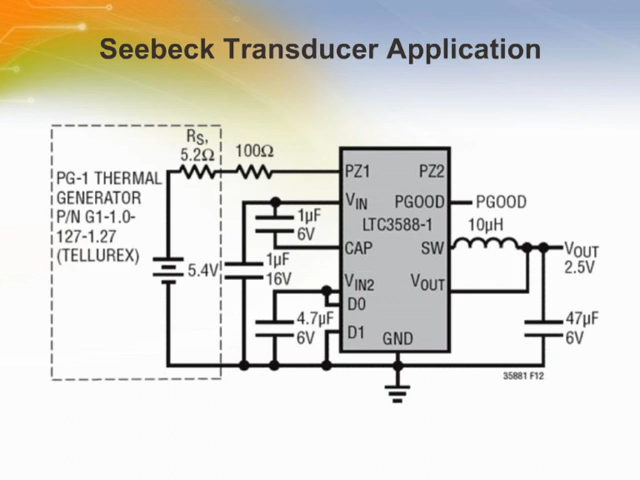 Seebeck Transducer Application
RS,
5.2Ω
100Ω
PG-1 THERMAL
GENERATOR
P/N G1-1.0-
127-1.27
(TELLUREX)
5.4V
1µF
6V
1µF
16V
4.7µF
6V
PZ1
PZ2
VIN
PGOOD
PGOOD
LTC3588-1
CAP
SW
10µH
VOUT
2.5V
VIN2
VOUT
D0
D1
GND
47µF
6V
35881 F12